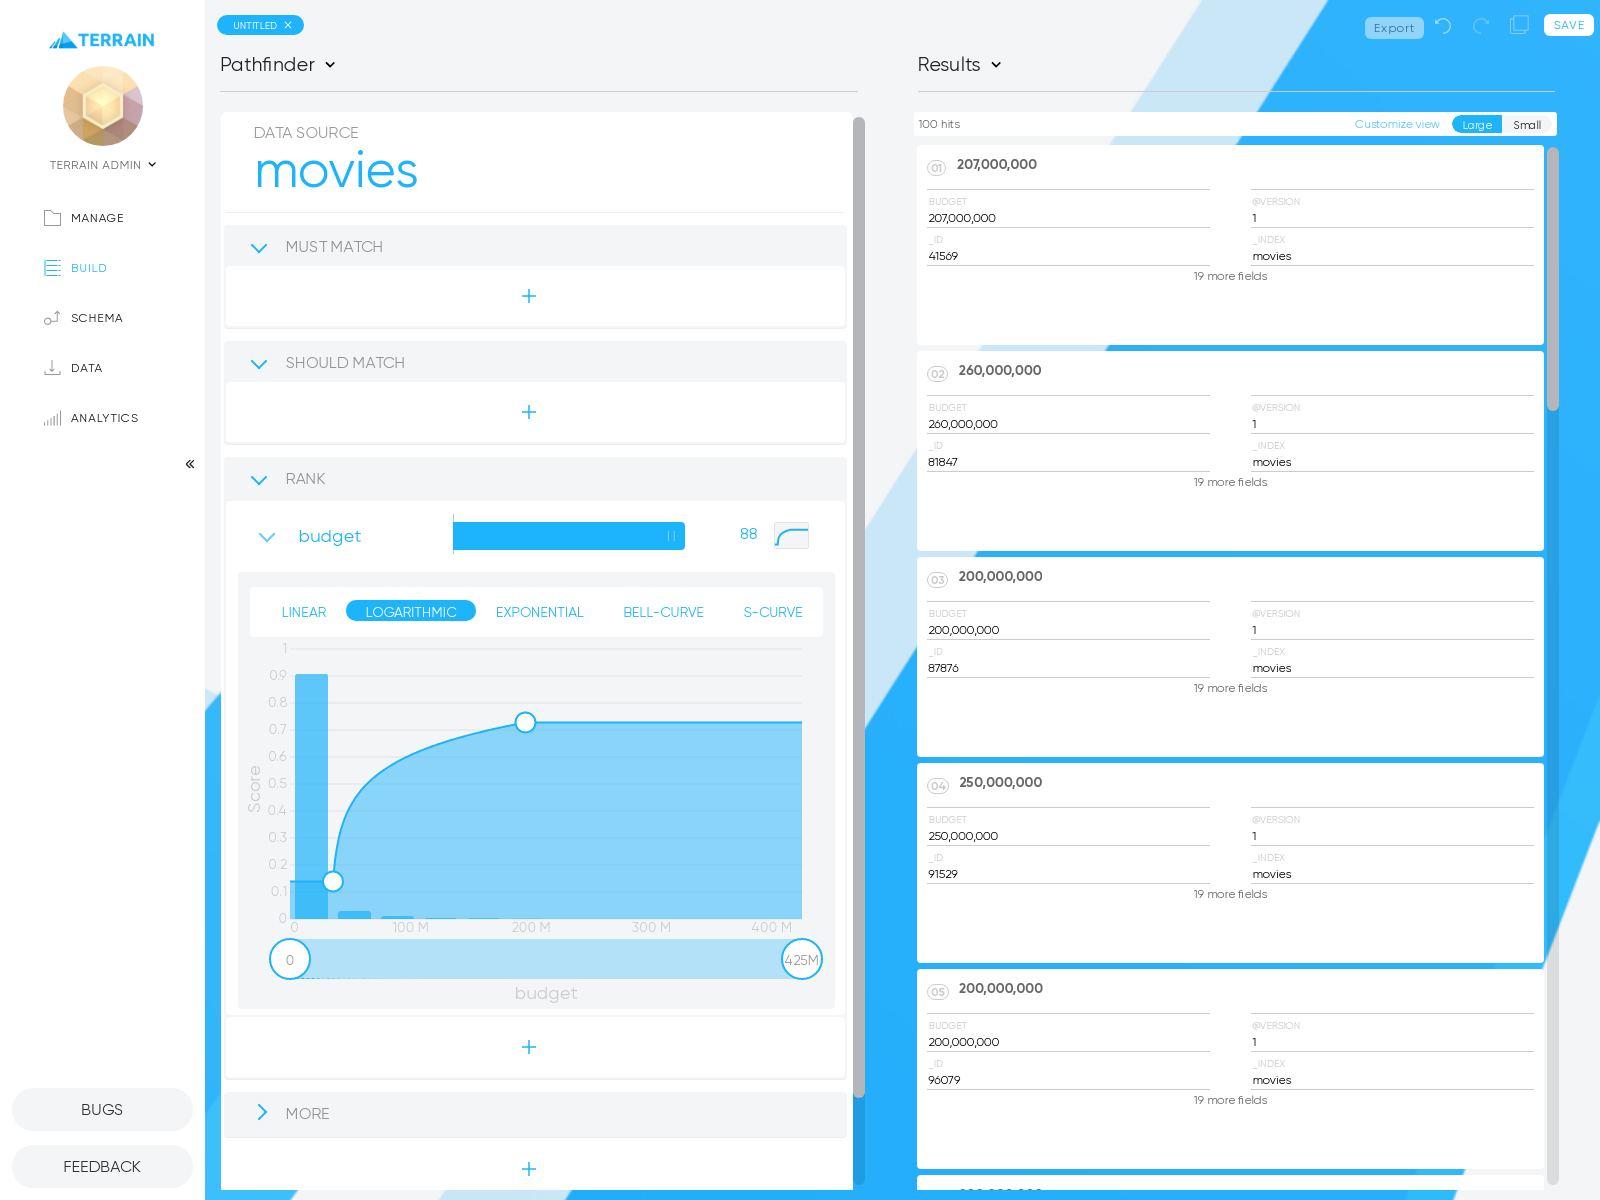 TERRAIN
TERRAIN ADMIN
MANAGE
BUILD
SCHEMA
DATA
ANALYTICS
BUGS
FEEDBACK
UNTITLED
Pathfinder
DATA SOURCE
movies
MUST MATCH
+
SHOULD MATCH
+
RANK
budget
88
LINEAR LOGARITHMIC EXPONENTIAL BELL-CURVE S-CURVE
1
0.9
0.8
0.7
0.6
0.5
0.4
0.3
0.2
0.1
0
Score
0 100 M 200 M 300 M 400 M
0 425M
budget
+
MORE
+
Export
SAVE
Results
100 hits
Customize view Large Small
01 207,000,000
BUDGET @VERSION
207,000,000 1
_ID _INDEX
41569 movies
19 more fields
02 260,000,000
BUDGET @VERSION
260,000,000 1
_ID _INDEX
81847 movies
19 more fields
03 200,000,000
BUDGET @VERSION
200,000,000 1
_ID _INDEX
87876 movies
19 more fields
04 250,000,000
BUDGET @VERSION
250,000,000 1
_ID _INDEX
91529 movies
19 more fields
05 200,000,000
BUDGET @VERSION
200,000,000 1
_ID _INDEX
96079 movies
19 more fields